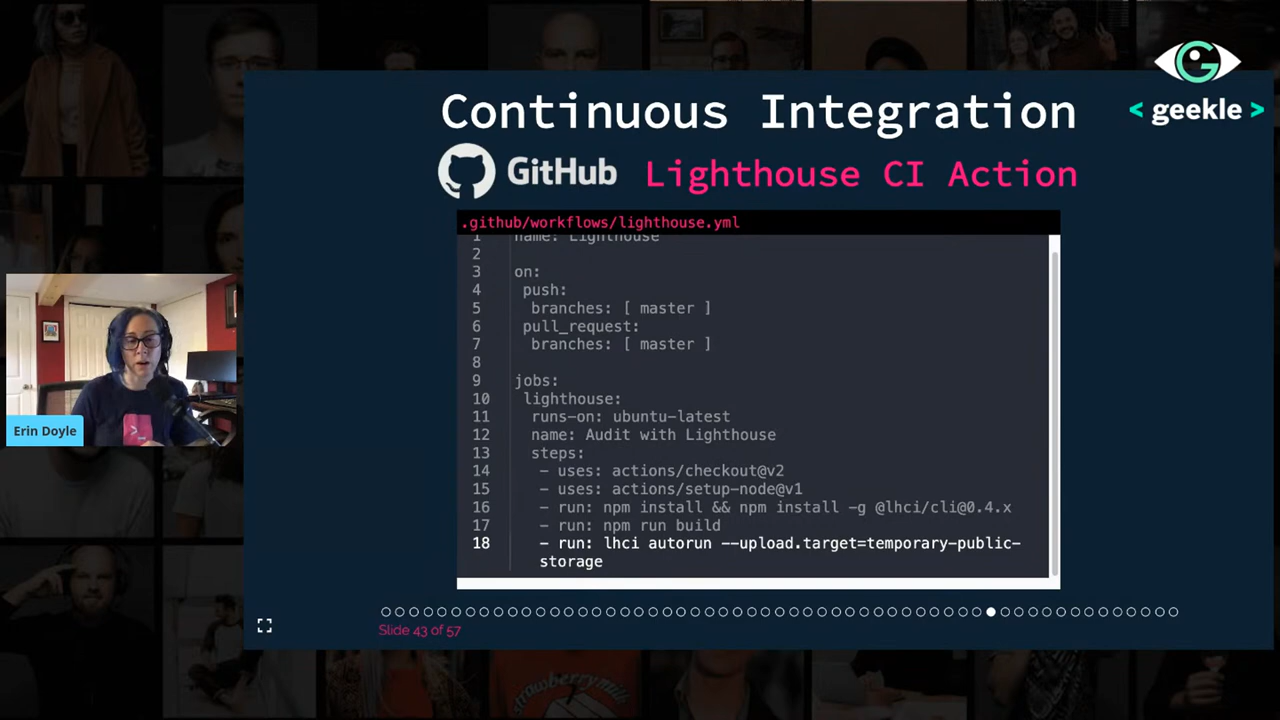 Continuous Integration
GitHub Lighthouse CI Action
< geekle >
.github/workflows/lighthouse.yml
1 name: Lighthouse
2
3 on:
4 push:
5 branches: [ master ]
6 pull_request:
7 branches: [ master ]
8
9 jobs:
10 lighthouse:
11 runs-on: ubuntu-latest
12 name: Audit with Lighthouse
13 steps:
14 - uses: actions/checkout@v2
15 - uses: actions/setup-node@v1
16 - run: npm install && npm install -g @lhci/cli@0.4.x
17 - run: npm run build
18 - run: lhci autorun --upload.target=temporary-public-
storage
Erin Doyle
Slide 43 of 57